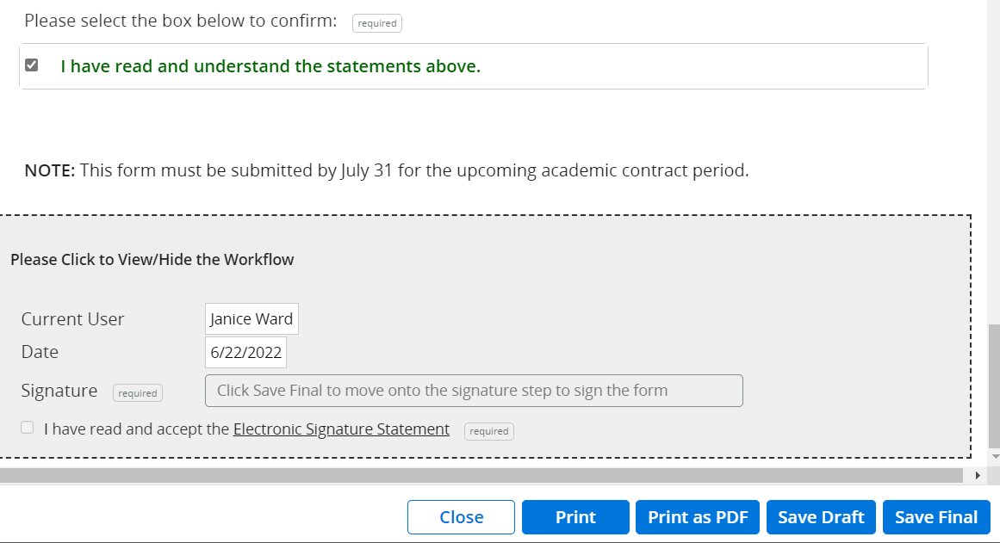 Please select the box below to confirm: required
I have read and understand the statements above.
NOTE: This form must be submitted by July 31 for the upcoming academic contract period.
Please Click to View/Hide the Workflow
Current User Janice Ward
Date 6/22/2022
Signature required Click Save Final to move onto the signature step to sign the form
I have read and accept the Electronic Signature Statement required
Close Print Print as PDF Save Draft Save Final